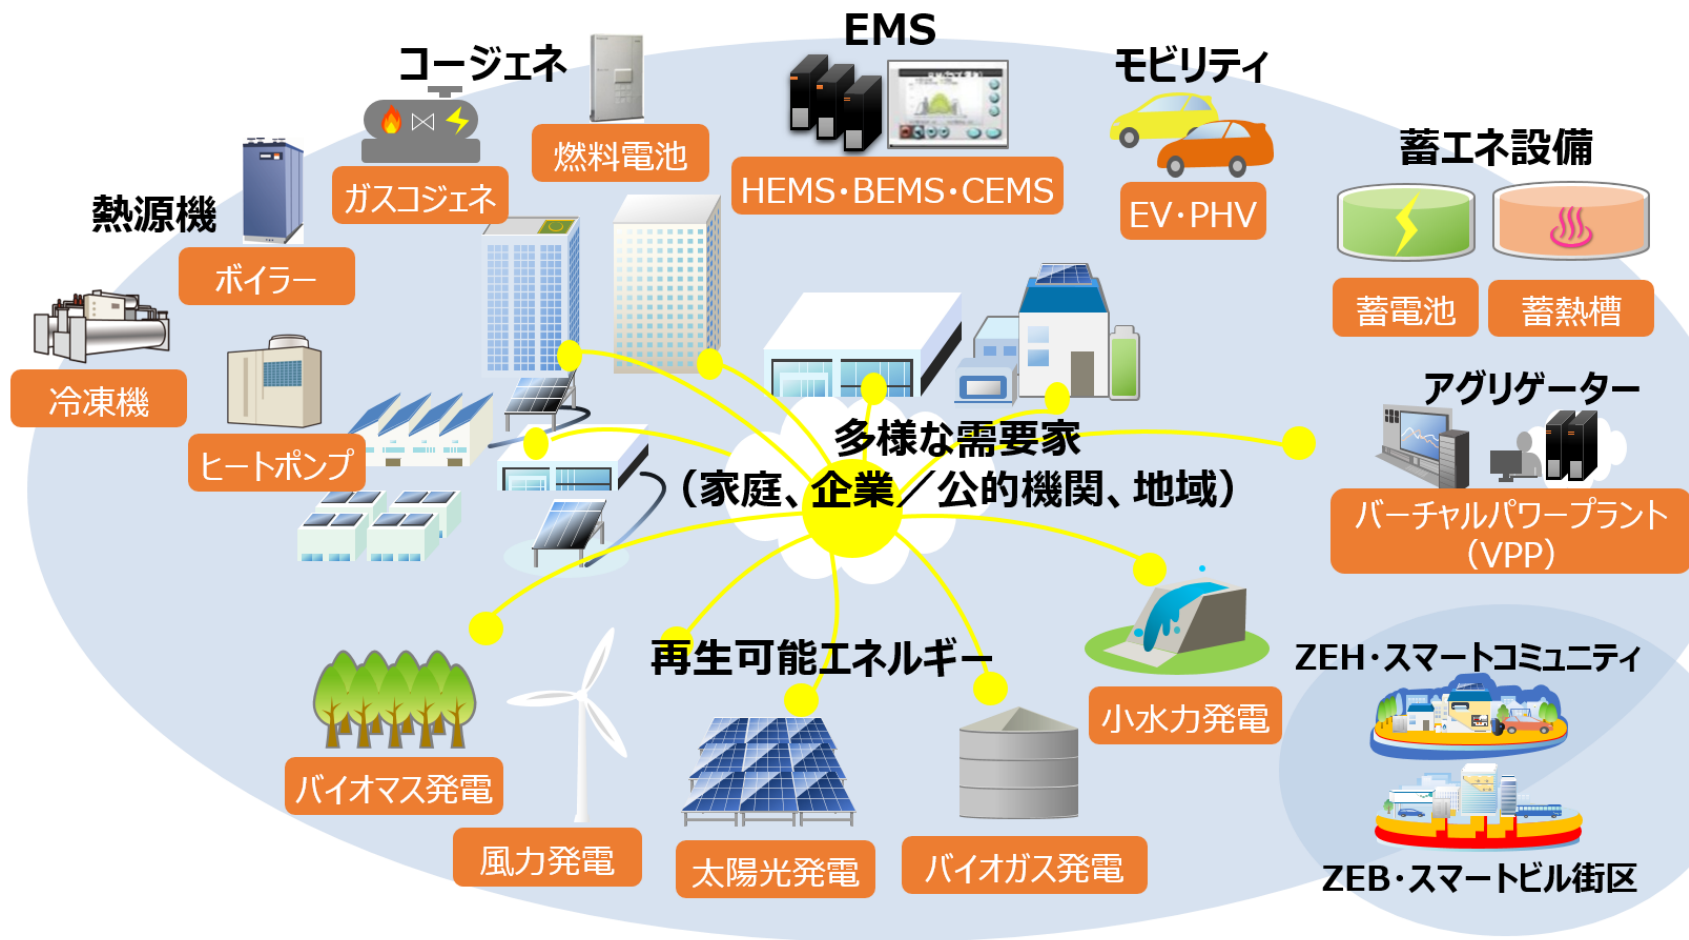 EMS
コージェネ
モビリティ
燃料電池
蓄エネ設備
HEMS・BEMS・CEMS
ガスコジェネ
EV・PHV
熱源機
ボイラー
蓄電池
蓄熱槽
冷凍機
アグリゲーター
ヒートポンプ
多様な需要家
（家庭、企業／公的機関、地域）
バーチャルパワープラント
（VPP）
再生可能エネルギー
ZEH・スマートコミュニティ
小水力発電
バイオマス発電
風力発電
太陽光発電
バイオガス発電
ZEB・スマートビル街区